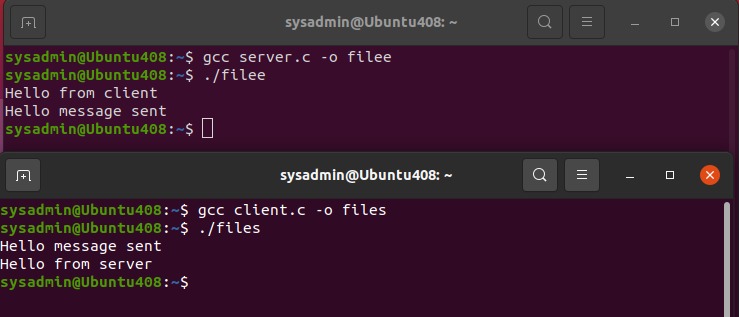 sysadmin@Ubuntu408: ~
sysadmin@Ubuntu408:~$ gcc server.c -o filee
sysadmin@Ubuntu408:~$ ./filee
Hello from client
Hello message sent
sysadmin@Ubuntu408:~$
sysadmin@Ubuntu408: ~
sysadmin@Ubuntu408:~$ gcc client.c -o files
sysadmin@Ubuntu408:~$ ./files
Hello message sent
Hello from server
sysadmin@Ubuntu408:~$